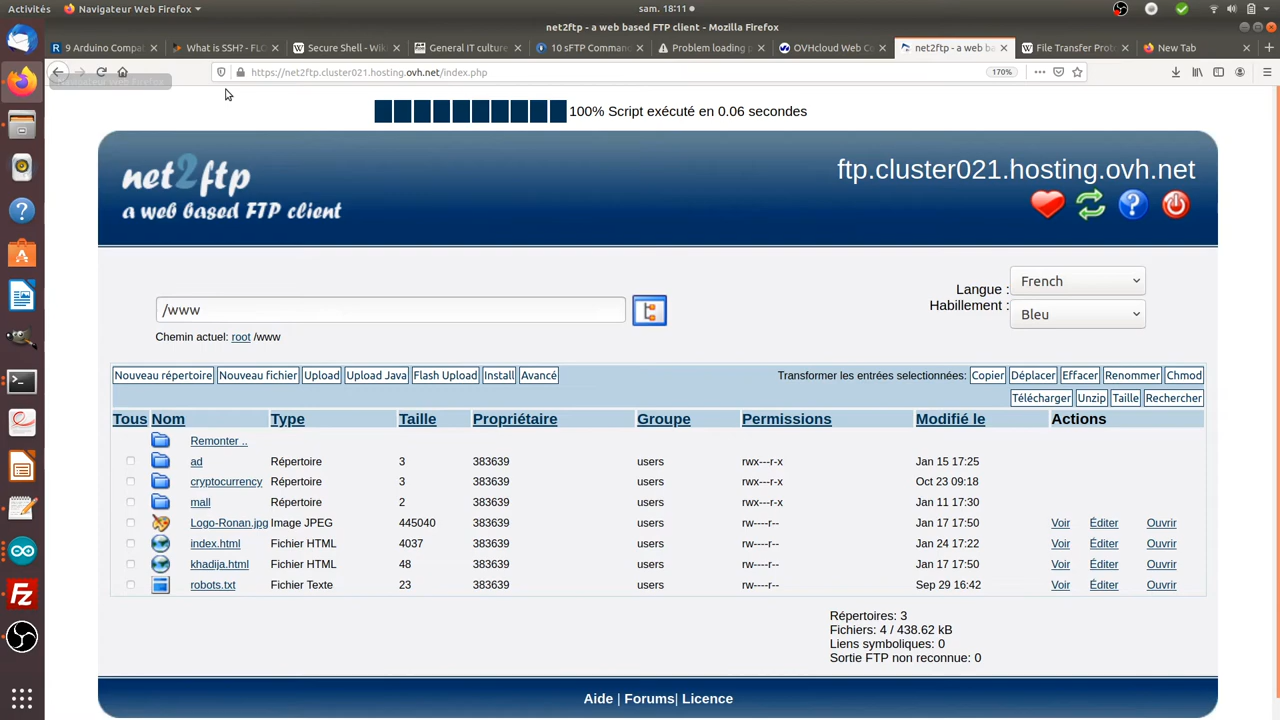 Activités Navigateur Web Firefox sam. 18:11
net2ftp - a web based FTP client - Mozilla Firefox
9 Arduino Compa What is SSH? - FLO Secure Shell - Wiki General IT culture 10 sFTP Comman Problem loading p OVHcloud Web Co net2ftp - a web ba File Transfer Prot New Tab
https://net2ftp.cluster021.hosting.ovh.net/index.php 170%
100% Script exécuté en 0.06 secondes
net2ftp
a web based FTP client
ftp.cluster021.hosting.ovh.net
/www
Langue : French
Habillement : Bleu
Chemin actuel: root /www
Nouveau répertoire Nouveau fichier Upload Upload Java Flash Upload Install Avancé Transformer les entrées selectionnées: Copier Déplacer Effacer Renommer Chmod
Télécharger Unzip Taille Rechercher
Tous Nom Type Taille Propriétaire Groupe Permissions Modifié le Actions
Remonter ..
ad Répertoire 3 383639 users rwx---r-x Jan 15 17:25
cryptocurrency Répertoire 3 383639 users rwx---r-x Oct 23 09:18
mall Répertoire 2 383639 users rwx---r-x Jan 11 17:30
Logo-Ronan.jpg Image JPEG 445040 383639 users rw----r-- Jan 17 17:50 Voir Éditer Ouvrir
index.html Fichier HTML 4037 383639 users rw----r-- Jan 24 17:22 Voir Éditer Ouvrir
khadija.html Fichier HTML 48 383639 users rw----r-- Jan 17 17:50 Voir Éditer Ouvrir
robots.txt Fichier Texte 23 383639 users rw----r-- Sep 29 16:42 Voir Éditer Ouvrir
Répertoires: 3
Fichiers: 4 / 438.62 kB
Liens symboliques: 0
Sortie FTP non reconnue: 0
Aide | Forums| Licence